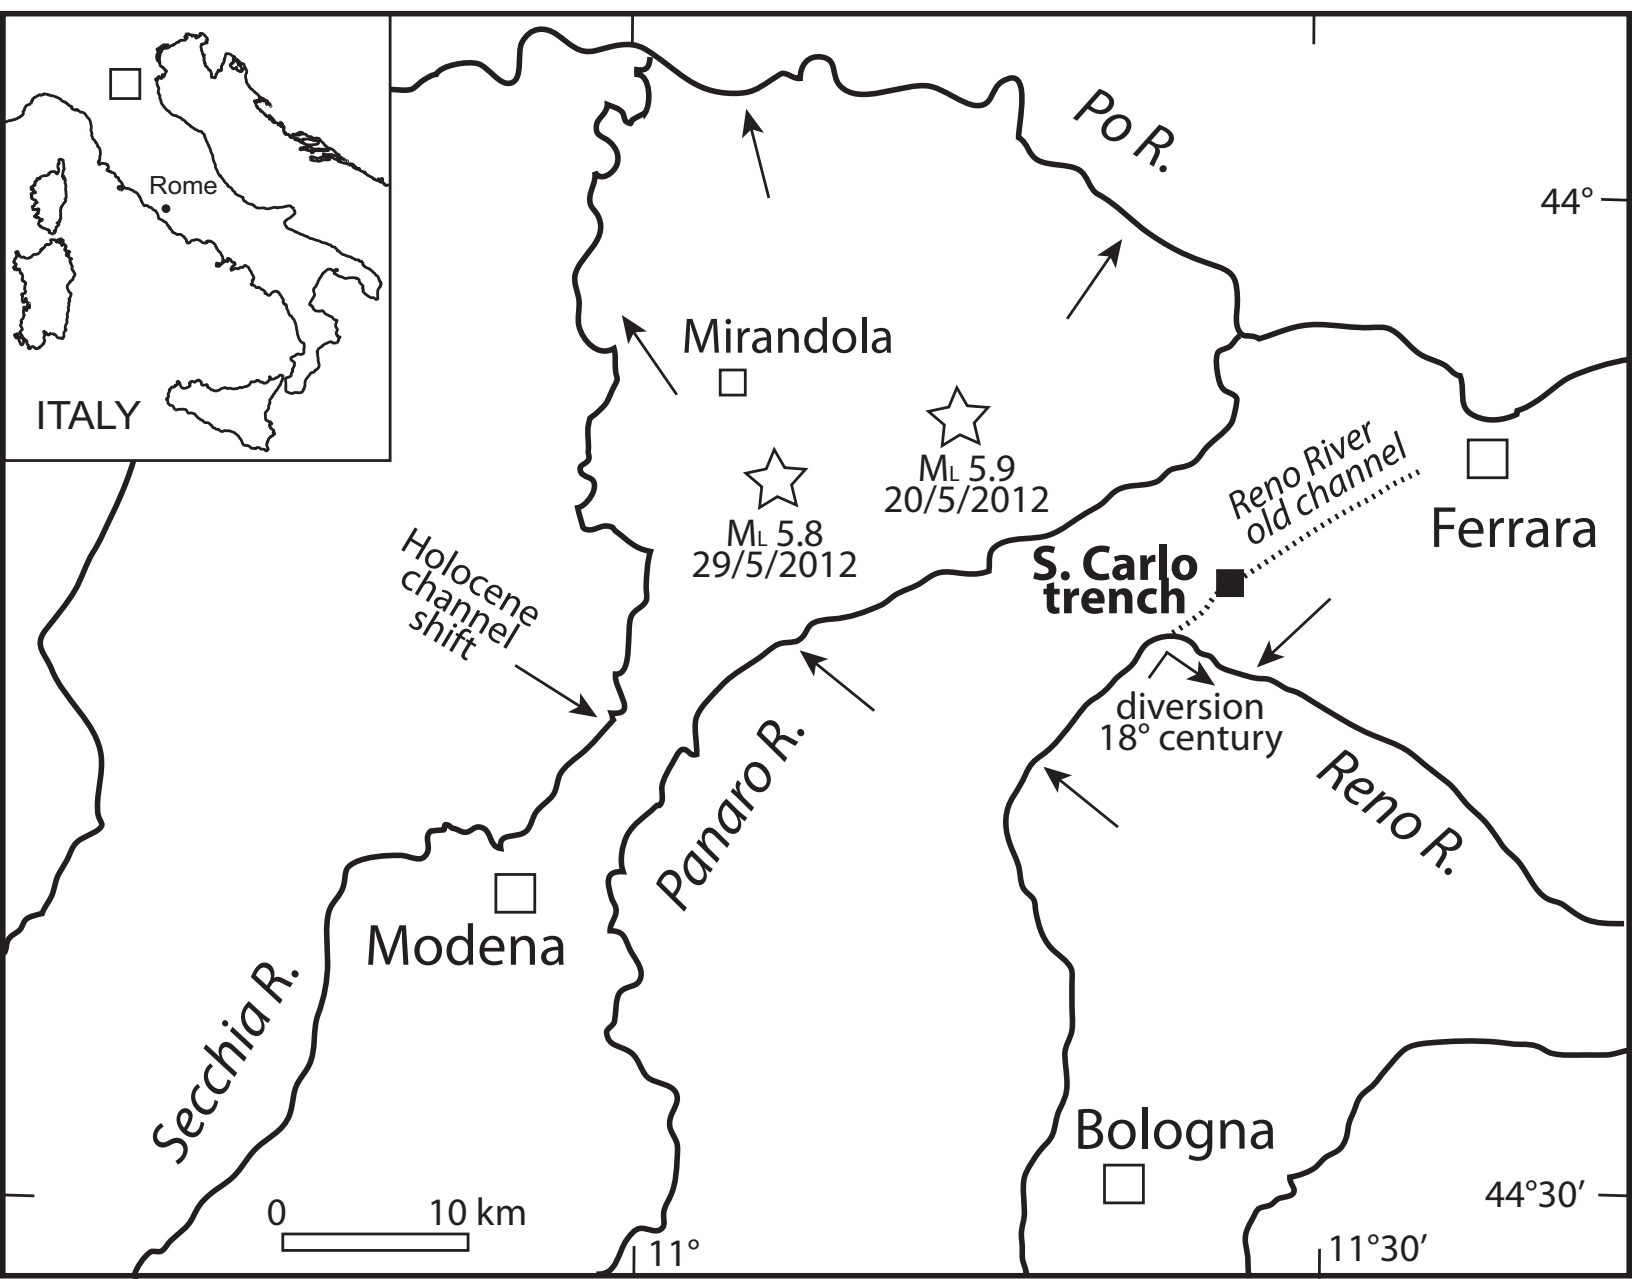 Rome
ITALY
Po R.
44°
Mirandola
ML 5.9
20/5/2012
ML 5.8
29/5/2012
Reno River
old channel
Ferrara
Holocene
channel
shift
S. Carlo
trench
diversion
18° century
Panaro R.
Reno R.
Modena
Secchia R.
Bologna
44°30’
0 10 km
11°
11°30’